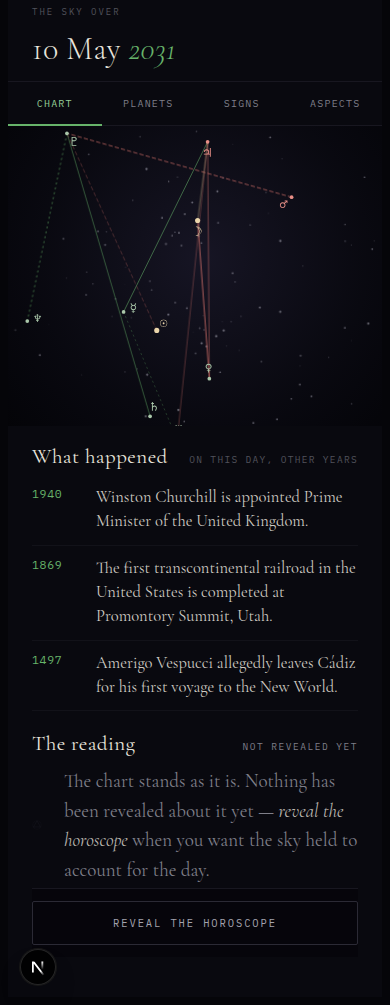 THE SKY OVER
10 May 2031
CHART PLANETS SIGNS ASPECTS
♇
♃
♂
☽
♆
☿
☉
♀
♄
What happened ON THIS DAY, OTHER YEARS
1940 Winston Churchill is appointed Prime
Minister of the United Kingdom.
1869 The first transcontinental railroad in the
United States is completed at
Promontory Summit, Utah.
1497 Amerigo Vespucci allegedly leaves Cádiz
for his first voyage to the New World.
The reading NOT REVEALED YET
The chart stands as it is. Nothing has
been revealed about it yet — reveal the
horoscope when you want the sky held to
account for the day.
REVEAL THE HOROSCOPE
N